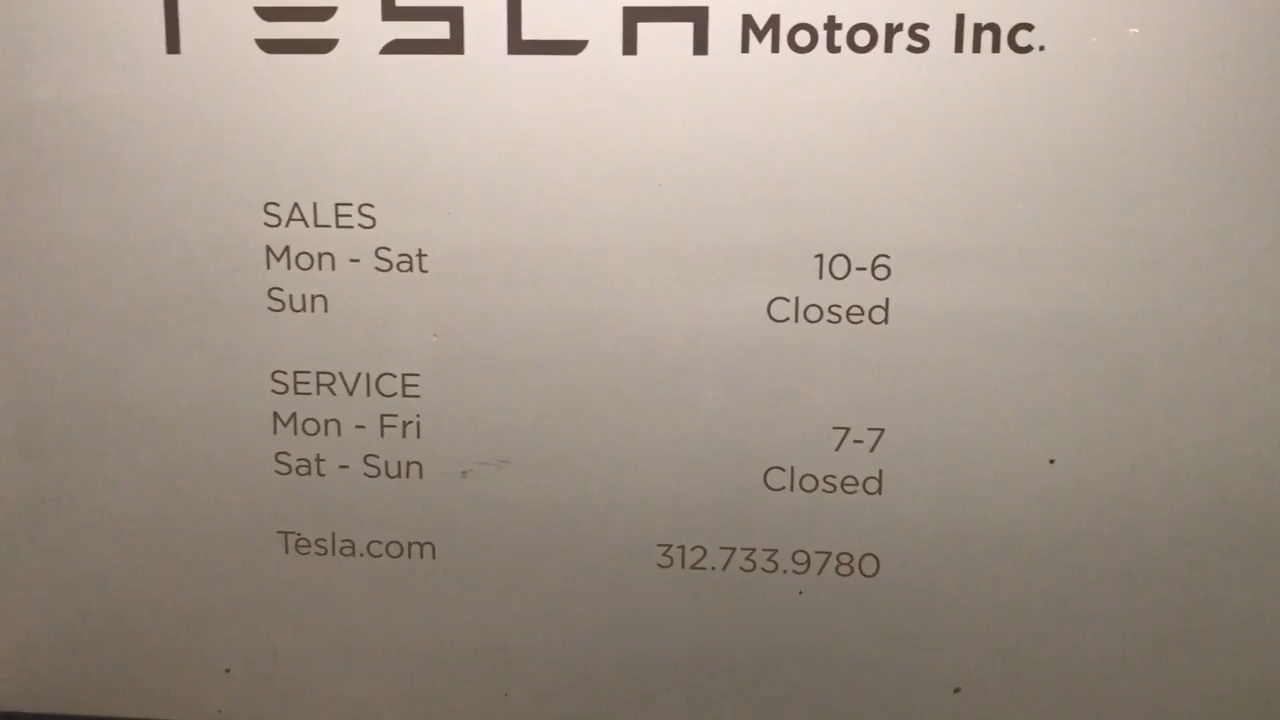 TESLA Motors Inc.
SALES
Mon - Sat 10-6
Sun Closed
SERVICE
Mon - Fri 7-7
Sat - Sun Closed
Tesla.com 312.733.9780